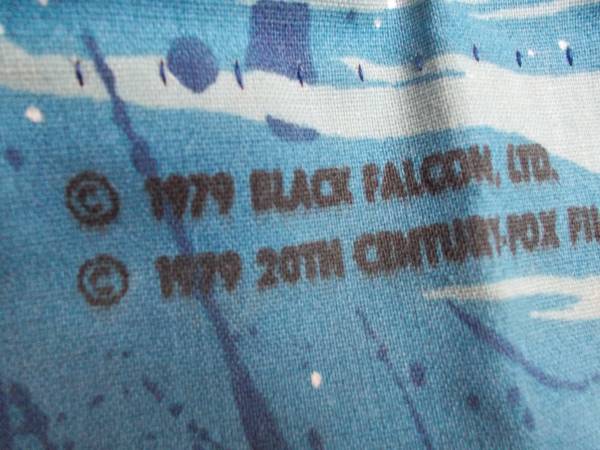 © 1979 BLACK FALCON, LTD.
© 1979 20TH CENTURY-FOX